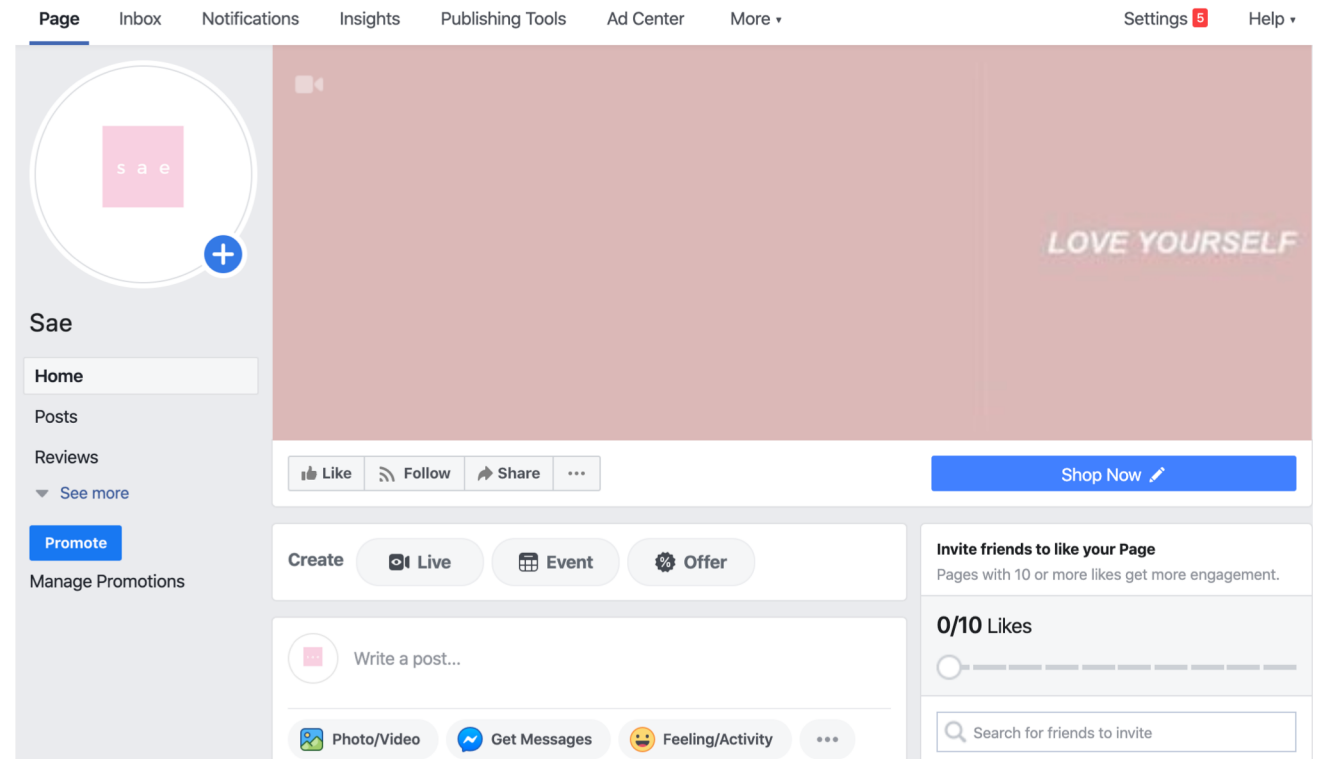 Page Inbox Notifications Insights Publishing Tools Ad Center More Settings 5 Help
s a e
LOVE YOURSELF
Sae
Home
Posts
Reviews
See more
Promote
Manage Promotions
Like Follow Share
Shop Now
Create Live Event Offer
Write a post...
Photo/Video Get Messages Feeling/Activity
Invite friends to like your Page
Pages with 10 or more likes get more engagement.
0/10 Likes
Search for friends to invite